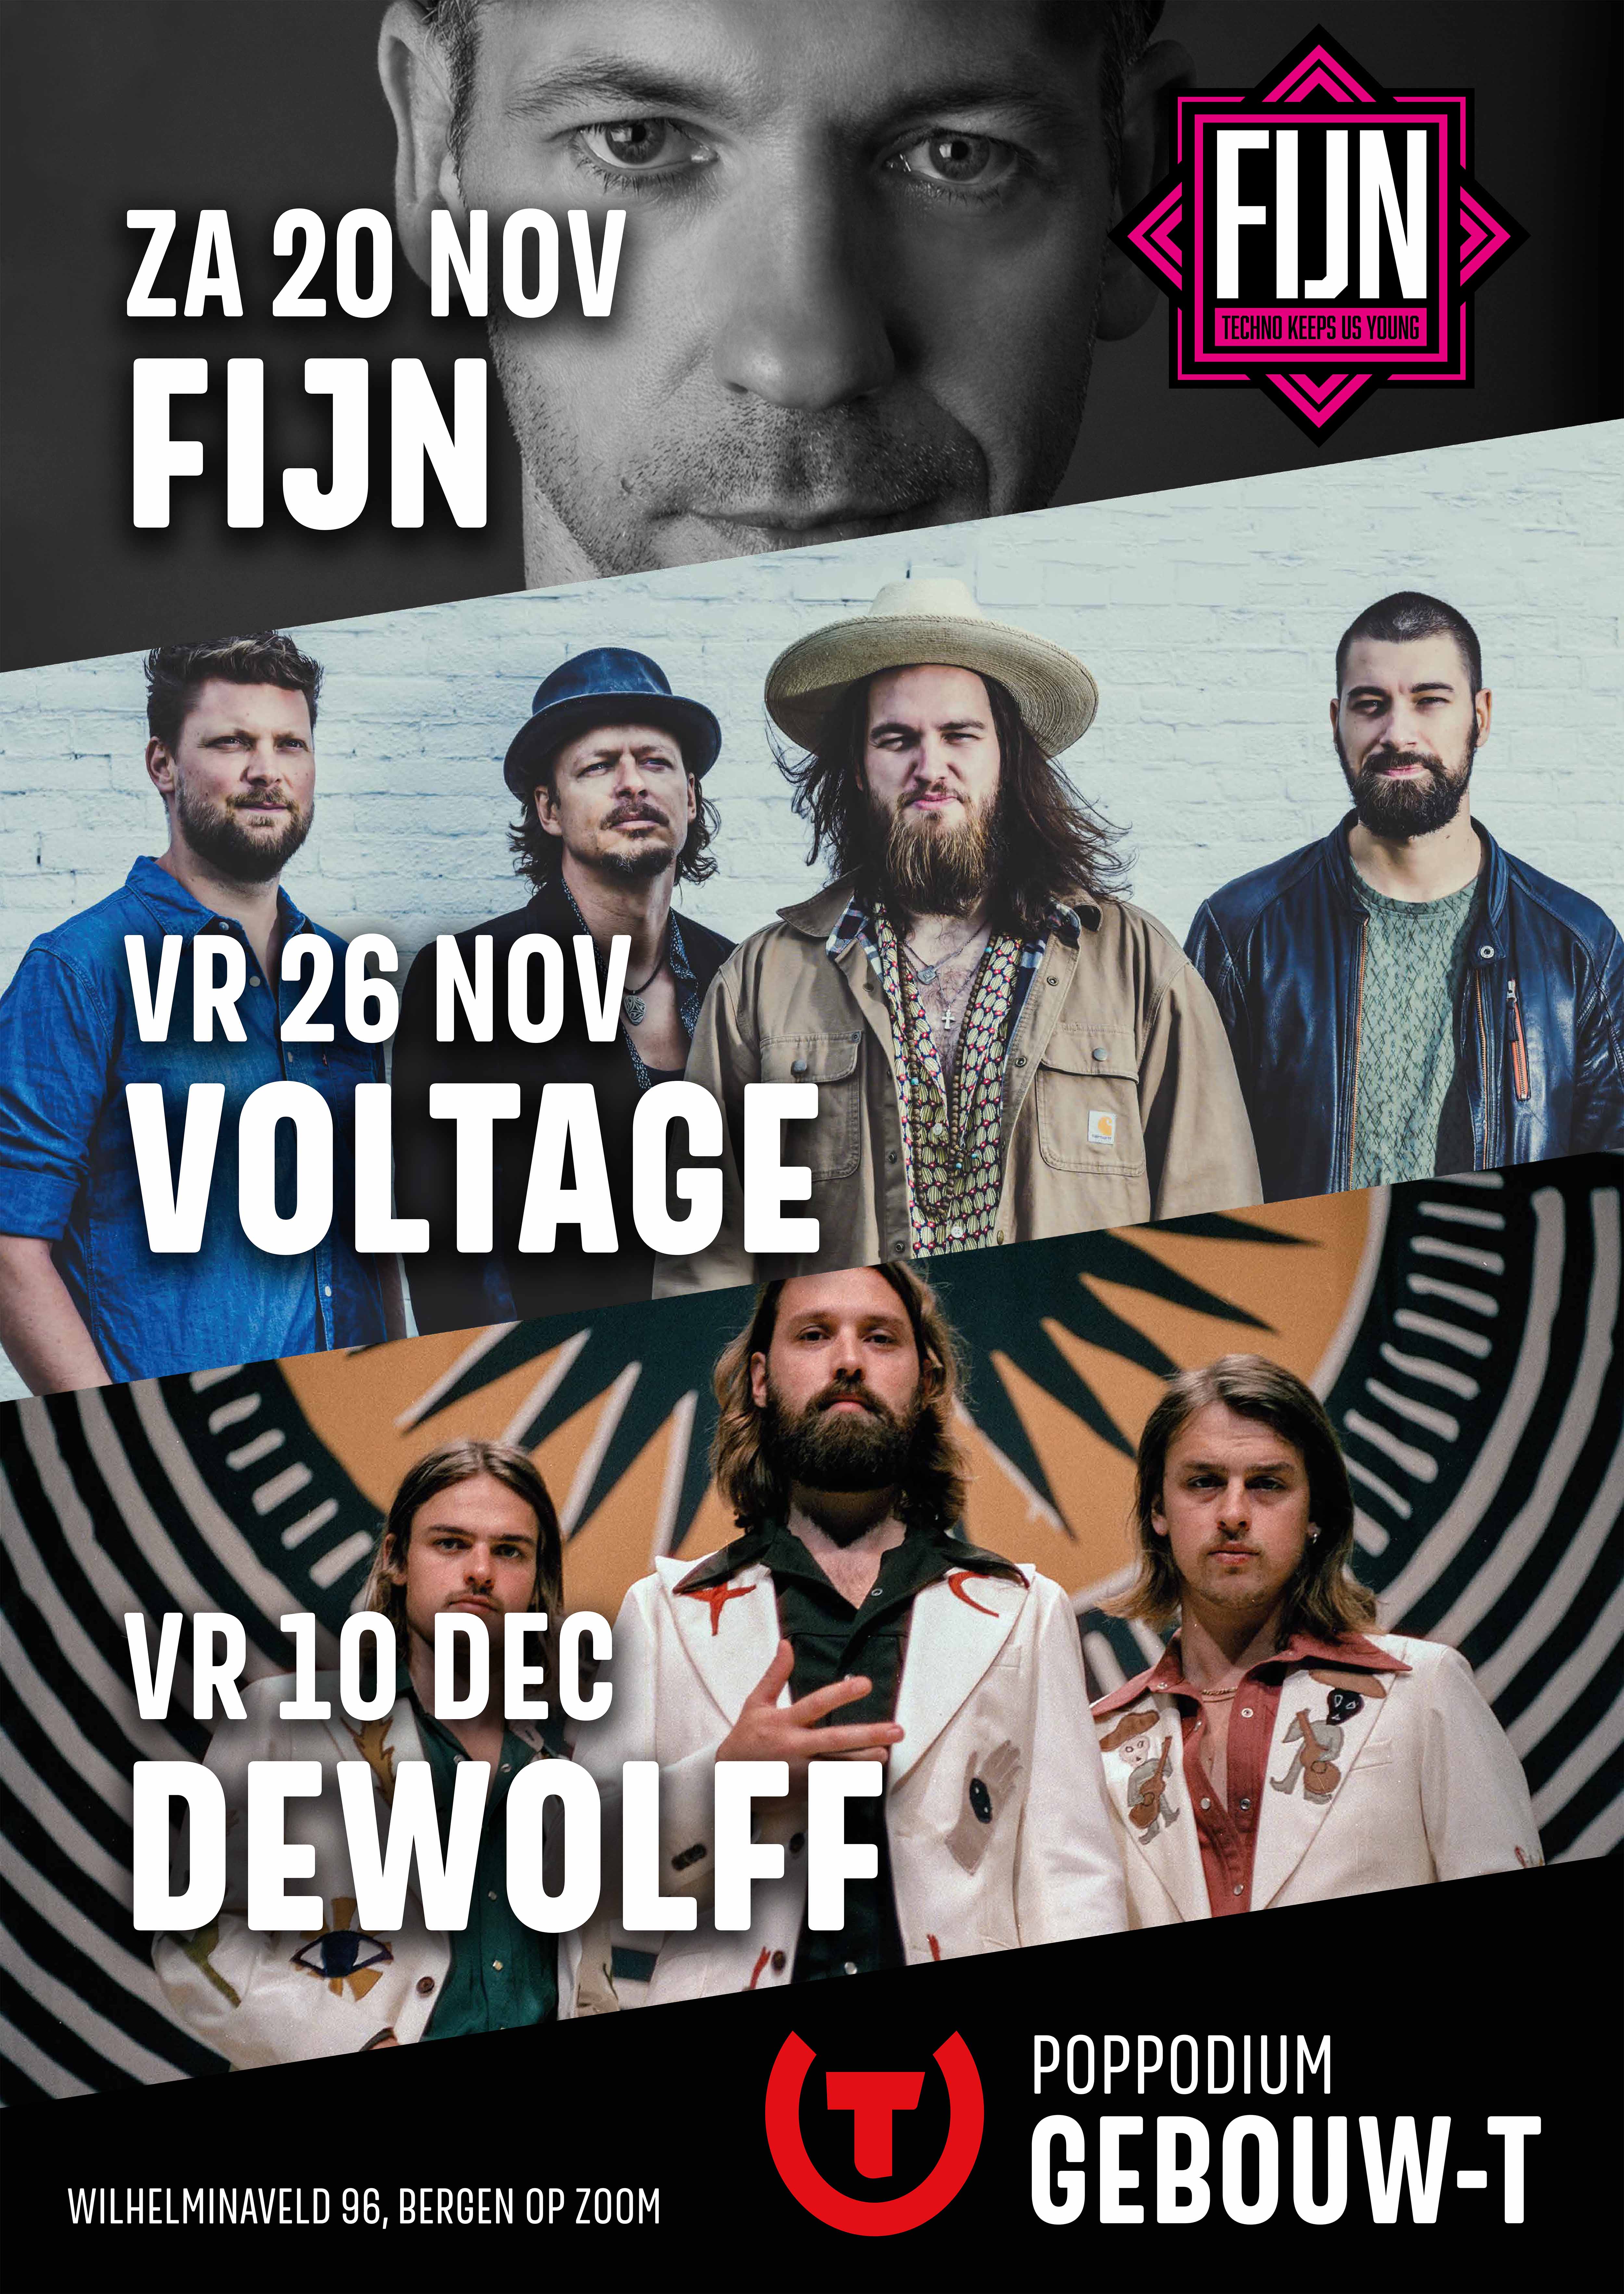 ZA 20 NOV
FIJN
FIJN
TECHNO KEEPS US YOUNG
VR 26 NOV
VOLTAGE
VR 10 DEC
DEWOLFF
T
POPPODIUM
GEBOUW-T
WILHELMINAVELD 96, BERGEN OP ZOOM